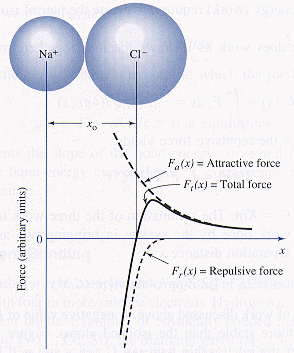 Na+
Cl−
xo
Fa(x) = Attractive force
Ft(x) = Total force
Force (arbitrary units)
0
x
Fr(x) = Repulsive force